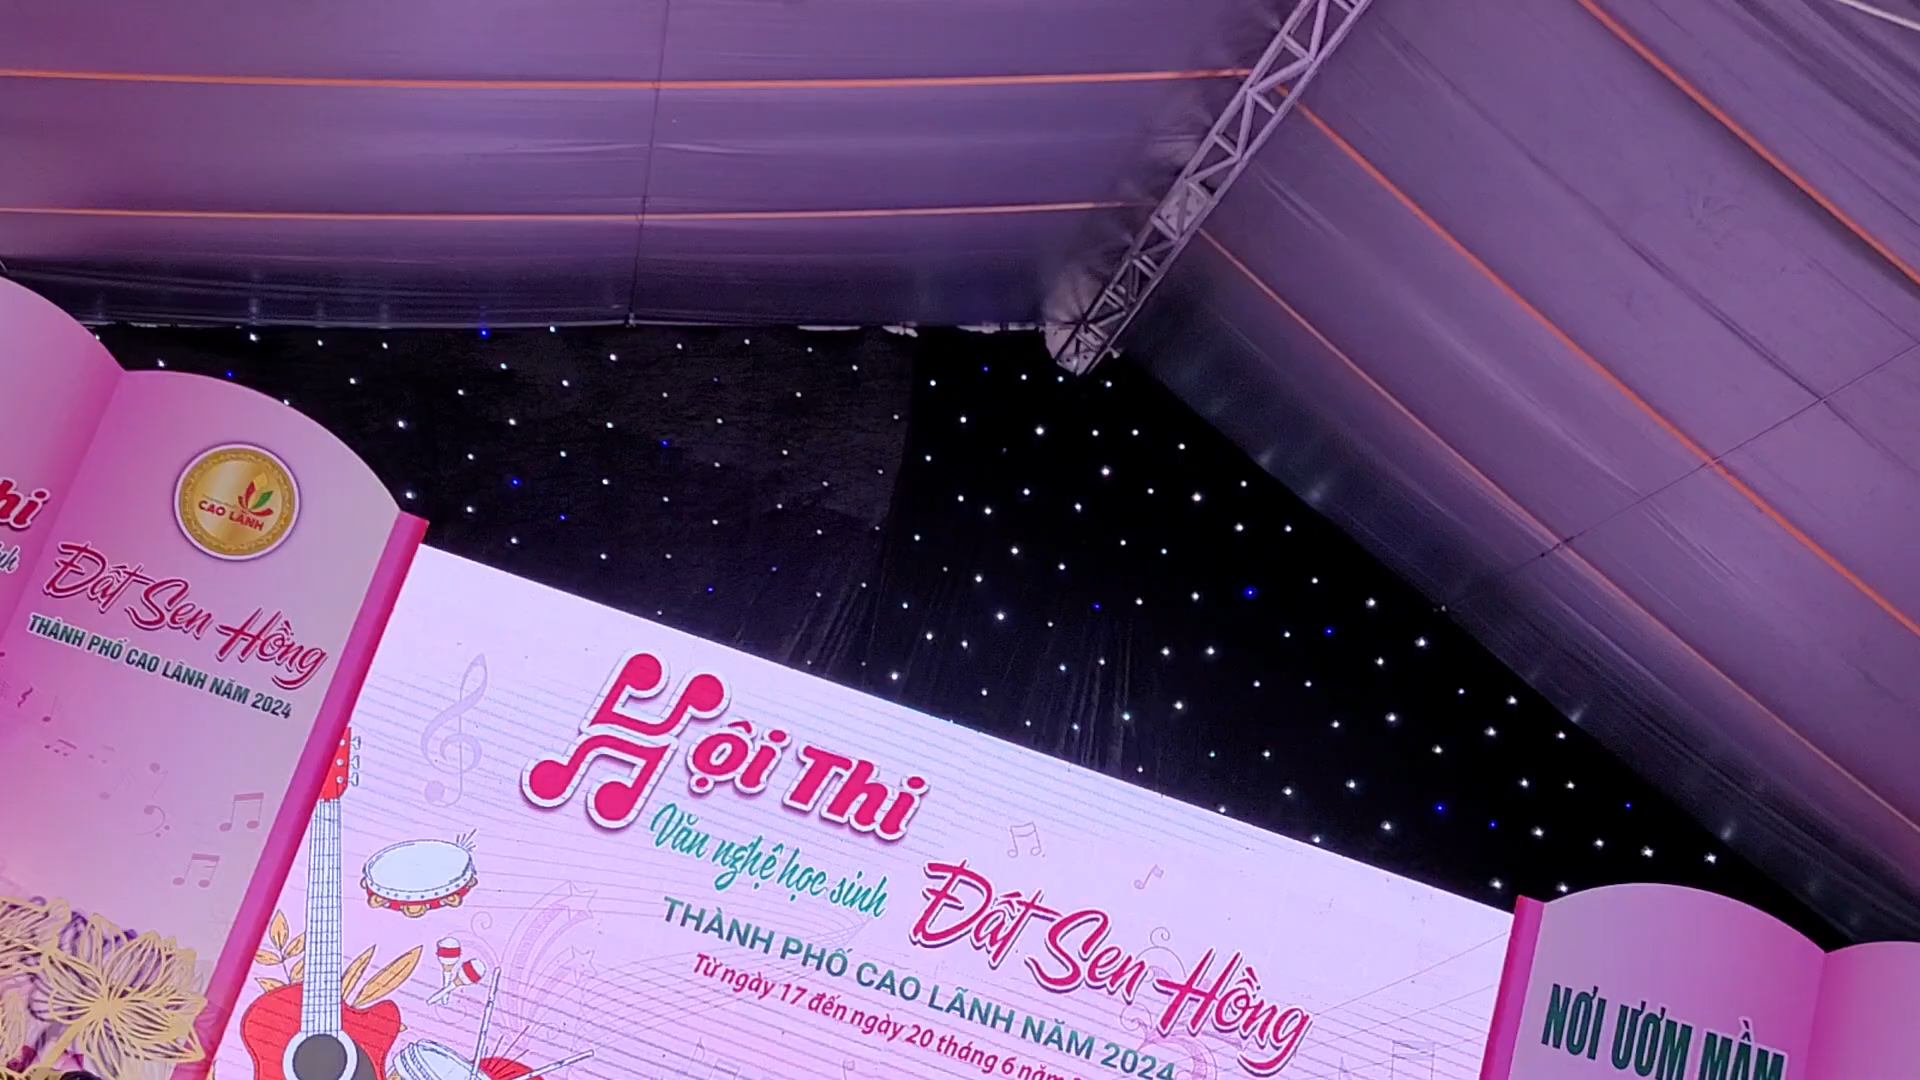 CAO LÃNH
Đất Sen Hồng
THÀNH PHỐ CAO LÃNH NĂM 2024
Hội Thi
Văn nghệ học sinh
Đất Sen Hồng
THÀNH PHỐ CAO LÃNH NĂM 2024
Từ ngày 17 đến ngày 20 tháng 6 năm
NƠI ƯƠM MẦM